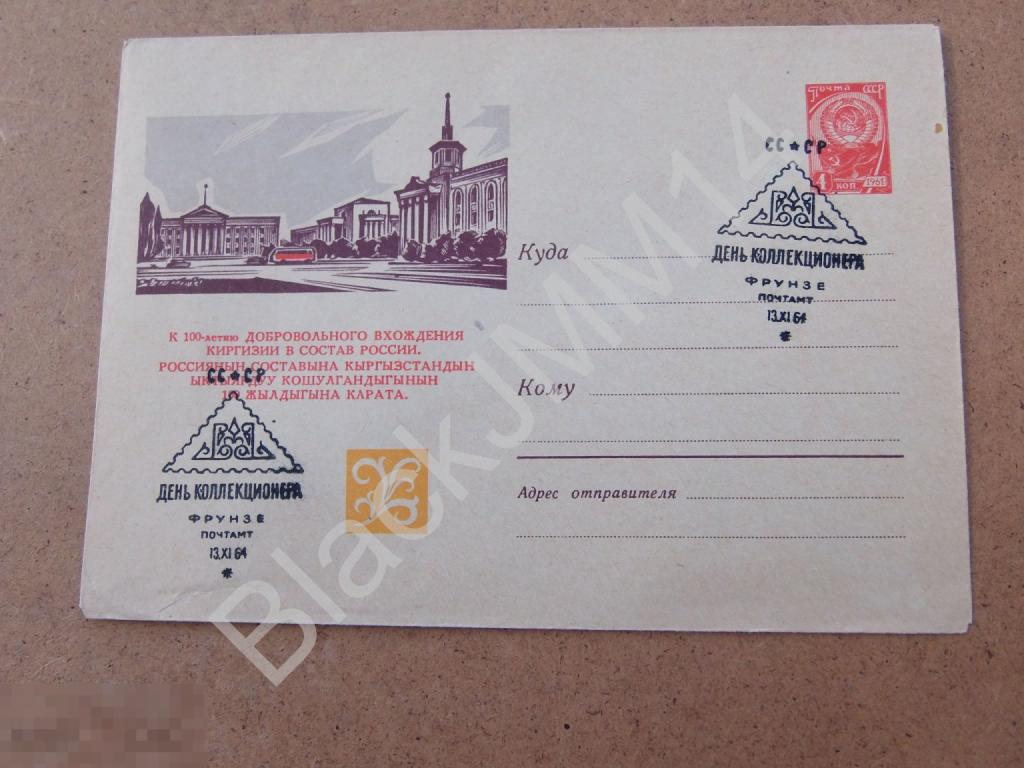 Почта СССР
4 коп 1961
СС★СР
ДЕНЬ КОЛЛЕКЦИОНЕРА
ФРУНЗЕ
ПОЧТАМТ
13.XI 64
*
Куда
Кому
Адрес отправителя
К 100-летию ДОБРОВОЛЬНОГО ВХОЖДЕНИЯ
КИРГИЗИИ В СОСТАВ РОССИИ.
РОССИЯНЫН СОСТАВЫНА КЫРГЫЗСТАНДЫН
ЫКТЫЯРДУУ КОШУЛГАНДЫГЫНЫН
100 ЖЫЛДЫГЫНА КАРАТА.
СС★СР
ДЕНЬ КОЛЛЕКЦИОНЕРА
ФРУНЗЕ
ПОЧТАМТ
13.XI 64
*
BlackJMM14